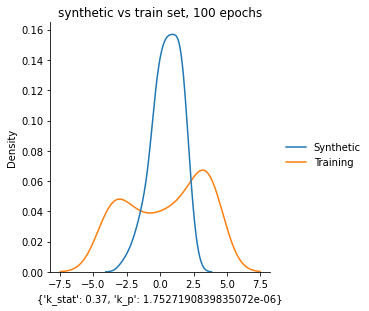 synthetic vs train set, 100 epochs
0.16
0.14
0.12
0.10
0.08
0.06
0.04
0.02
0.00
Density
−7.5 −5.0 −2.5 0.0 2.5 5.0 7.5
{'k_stat': 0.37, 'k_p': 1.7527190839835072e-06}
Synthetic
Training